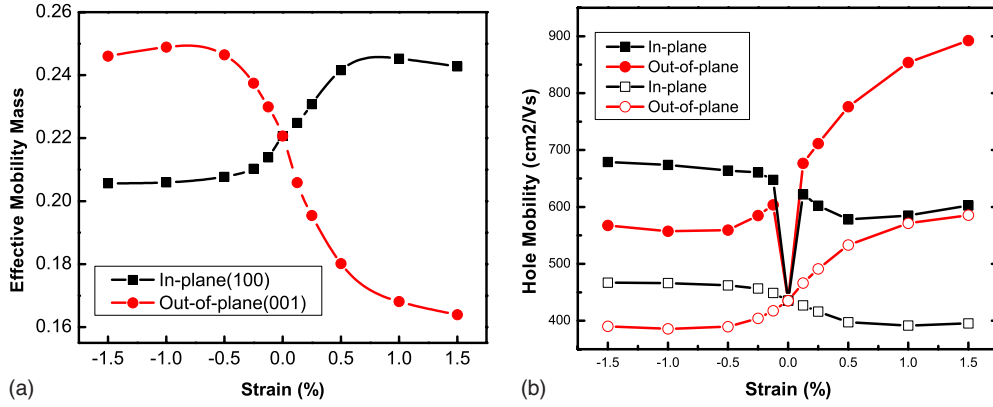 0.26
0.24
0.22
0.20
0.18
0.16
Effective Mobility Mass
In-plane(100)
Out-of-plane(001)
-1.5 -1.0 -0.5 0.0 0.5 1.0 1.5
Strain (%)
(a)
900
800
700
600
500
400
Hole Mobility (cm2/Vs)
In-plane
Out-of-plane
In-plane
Out-of-plane
-1.5 -1.0 -0.5 0.0 0.5 1.0 1.5
Strain (%)
(b)